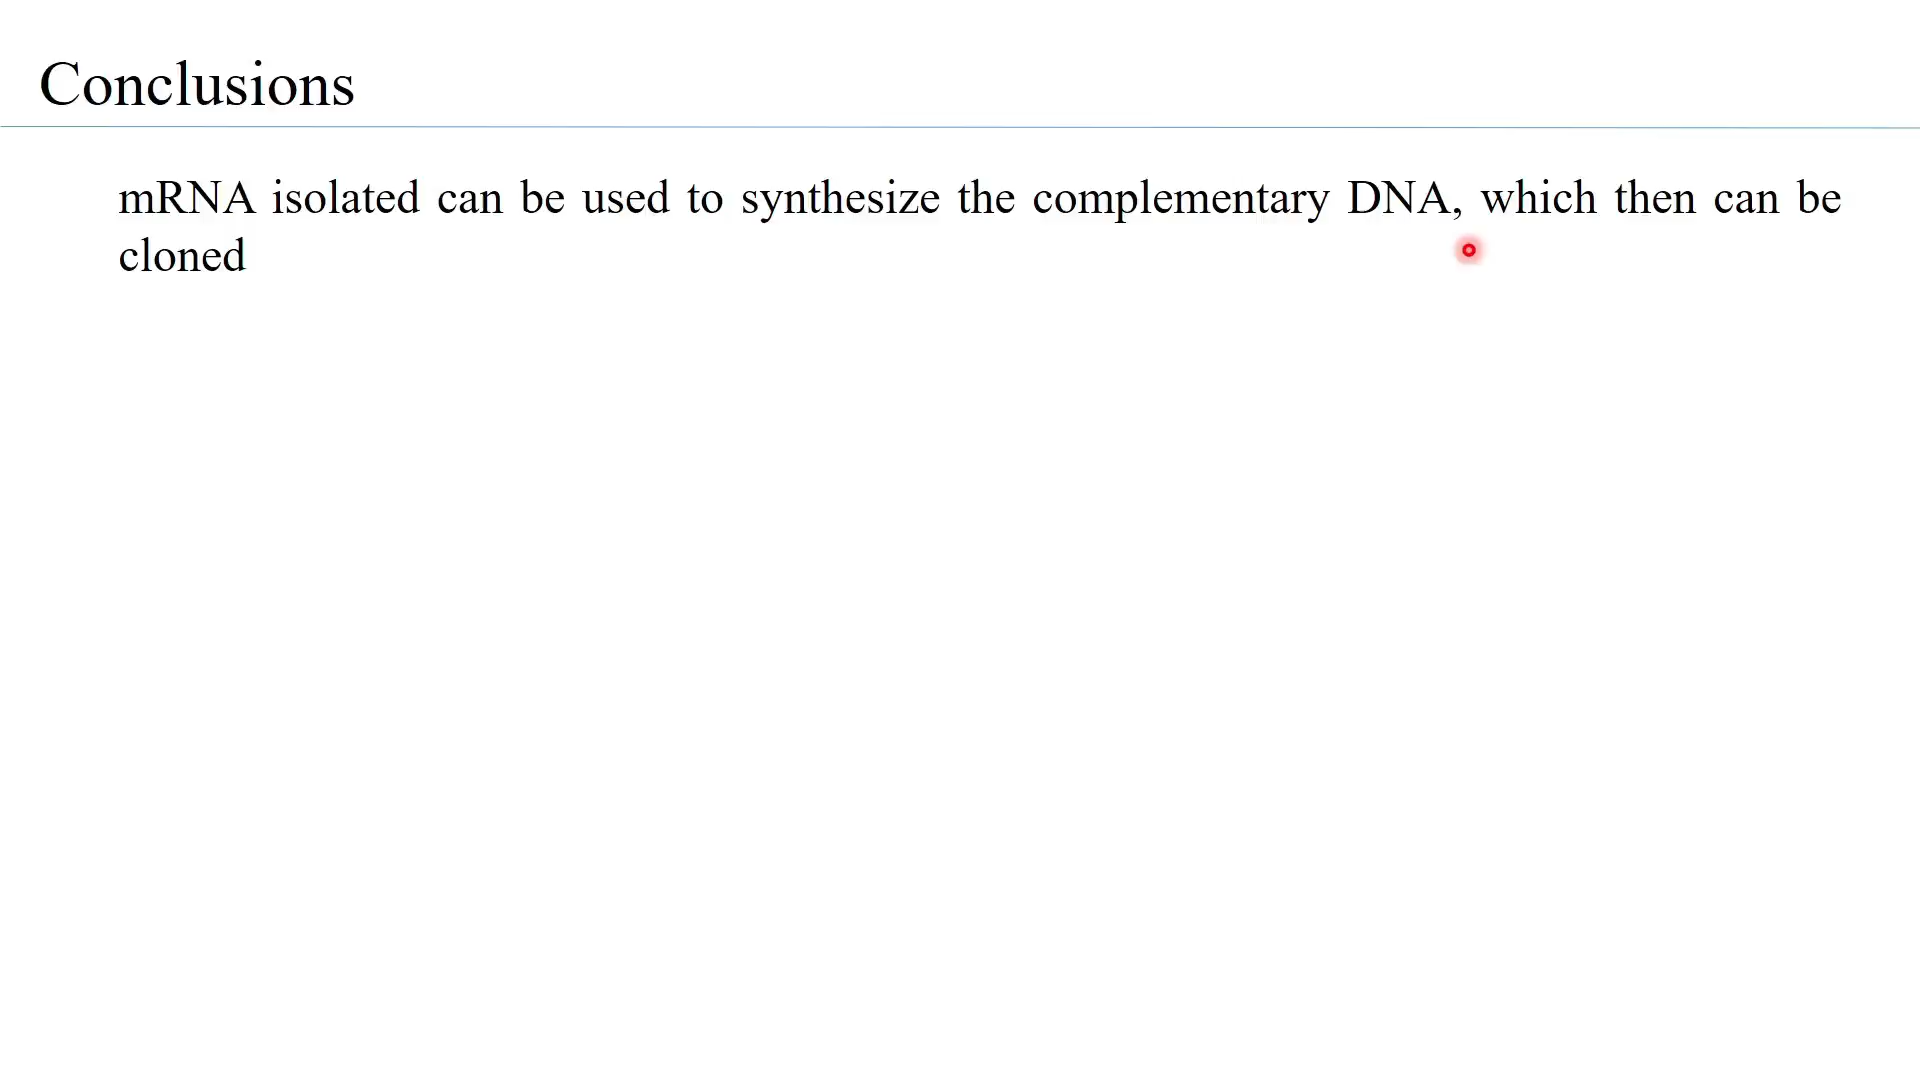 Conclusions
mRNA isolated can be used to synthesize the complementary DNA, which then can be
cloned